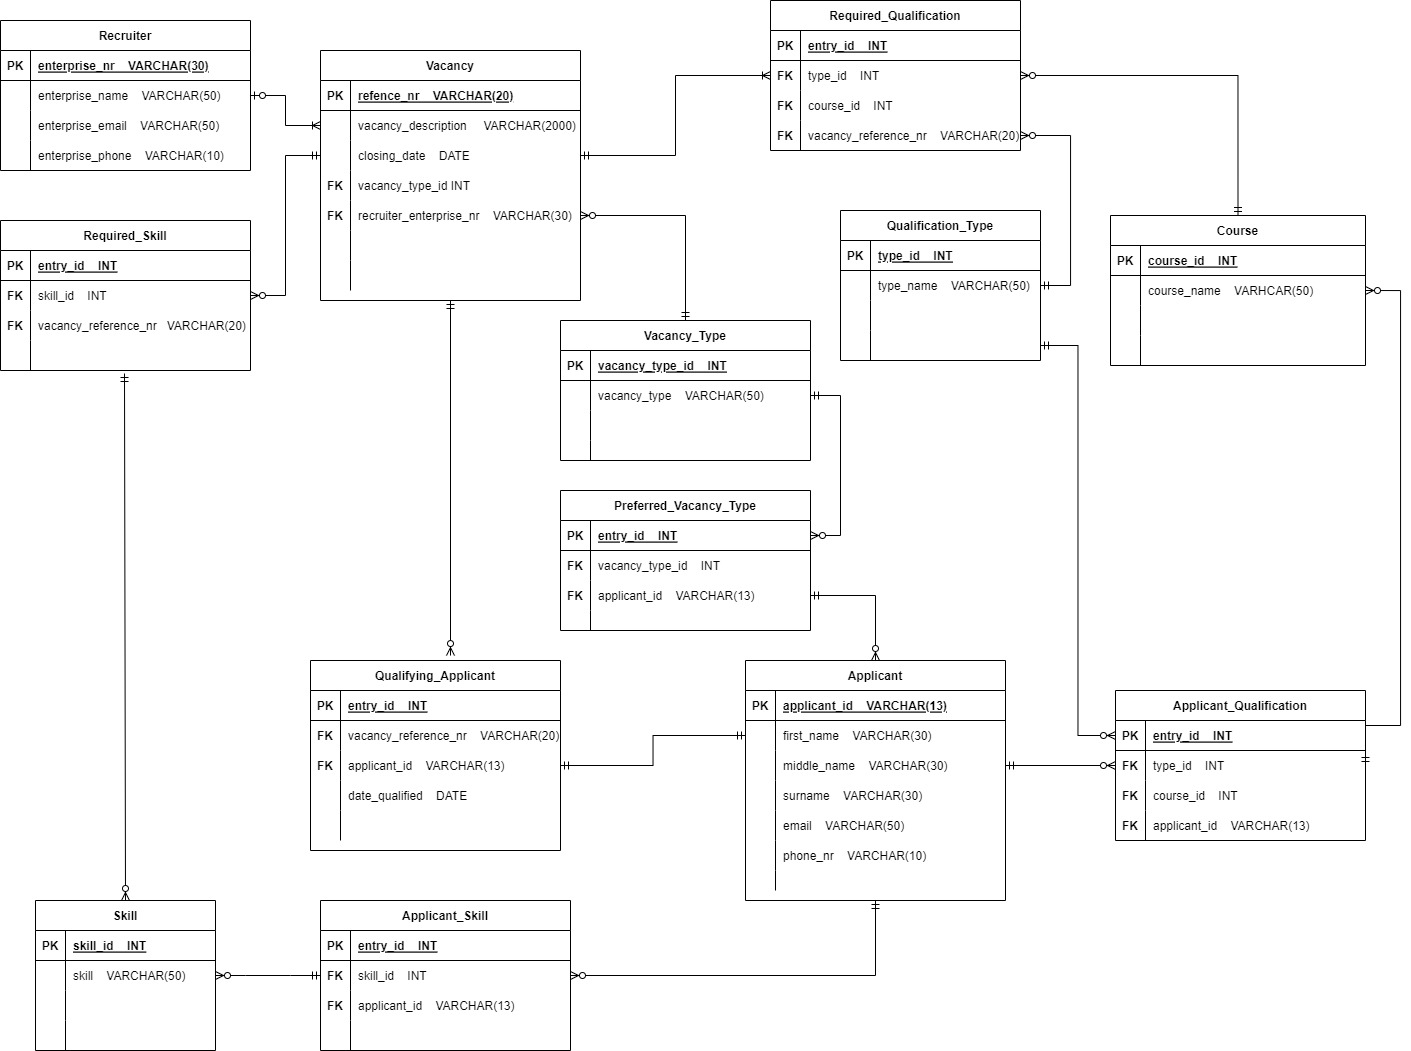 Recruiter
PK enterprise_nr VARCHAR(30)
enterprise_name VARCHAR(50)
enterprise_email VARCHAR(50)
enterprise_phone VARCHAR(10)
Vacancy
PK refence_nr VARCHAR(20)
vacancy_description VARCHAR(2000)
closing_date DATE
FK vacancy_type_id INT
FK recruiter_enterprise_nr VARCHAR(30)
Required_Qualification
PK entry_id INT
FK type_id INT
FK course_id INT
FK vacancy_reference_nr VARCHAR(20)
Required_Skill
PK entry_id INT
FK skill_id INT
FK vacancy_reference_nr VARCHAR(20)
Qualification_Type
PK type_id INT
type_name VARCHAR(50)
Course
PK course_id INT
course_name VARHCAR(50)
Vacancy_Type
PK vacancy_type_id INT
vacancy_type VARCHAR(50)
Preferred_Vacancy_Type
PK entry_id INT
FK vacancy_type_id INT
FK applicant_id VARCHAR(13)
Qualifying_Applicant
PK entry_id INT
FK vacancy_reference_nr VARCHAR(20)
FK applicant_id VARCHAR(13)
date_qualified DATE
Applicant
PK applicant_id VARCHAR(13)
first_name VARCHAR(30)
middle_name VARCHAR(30)
surname VARCHAR(30)
email VARCHAR(50)
phone_nr VARCHAR(10)
Applicant_Qualification
PK entry_id INT
FK type_id INT
FK course_id INT
FK applicant_id VARCHAR(13)
Skill
PK skill_id INT
skill VARCHAR(50)
Applicant_Skill
PK entry_id INT
FK skill_id INT
FK applicant_id VARCHAR(13)